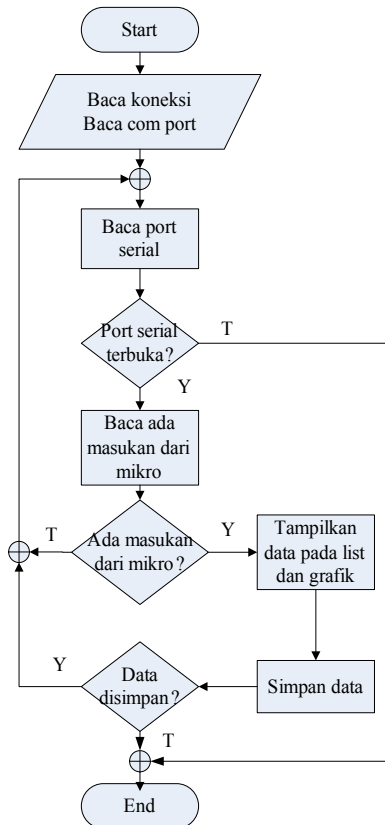 Start
Baca koneksi
Baca com port
Baca port
serial
Port serial
terbuka?
T
Y
Baca ada
masukan dari
mikro
Ada masukan
dari mikro?
T
Y
Tampilkan
data pada list
dan grafik
Simpan data
Data
disimpan?
Y
T
End